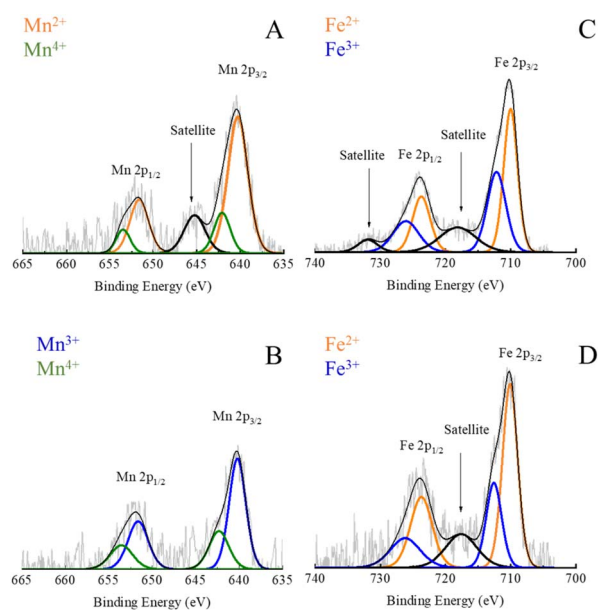 Mn²⁺
Mn⁴⁺
A
Mn 2p₃/₂
Satellite
Mn 2p₁/₂
665 660 655 650 645 640 635
Binding Energy (eV)
Fe²⁺
Fe³⁺
C
Fe 2p₃/₂
Satellite
Fe 2p₁/₂
Satellite
740 730 720 710 700
Binding Energy (eV)
Mn³⁺
Mn⁴⁺
B
Mn 2p₃/₂
Mn 2p₁/₂
665 660 655 650 645 640 635
Binding Energy (eV)
Fe²⁺
Fe³⁺
D
Fe 2p₃/₂
Satellite
Fe 2p₁/₂
740 730 720 710 700
Binding Energy (eV)